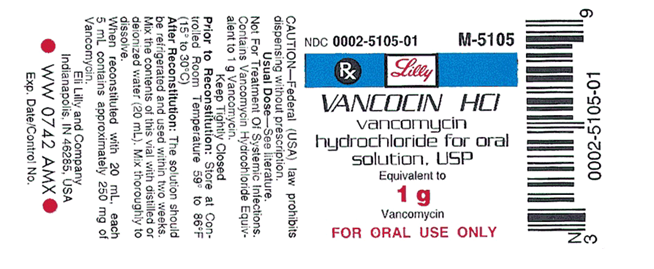 CAUTION—Federal (USA) law prohibits
dispensing without prescription.
Usual Dose—See literature.
Not For Treatment Of Systemic Infections.
Contains Vancomycin Hydrochloride Equiv-
alent to 1 g Vancomycin.
Keep Tightly Closed
Prior to Reconstitution: Store at Con-
trolled Room Temperature 59° to 86°F
(15° to 30°C)
After Reconstitution: The solution should
be refrigerated and used within two weeks.
Mix the contents of this vial with distilled or
deionized water (20 mL). Mix thoroughly to
dissolve.
When reconstituted with 20 mL, each
5 mL contains approximately 250 mg of
Vancomycin.
Eli Lilly and Company
Indianapolis, IN 46285, USA
WW 0742 AMX
Exp. Date/Control No.
NDC 0002-5105-01 M-5105
Rx Lilly
VANCOCIN HCl
vancomycin
hydrochloride for oral
solution, USP
Equivalent to
1 g
Vancomycin
FOR ORAL USE ONLY
N 3 0002-5105-01 9